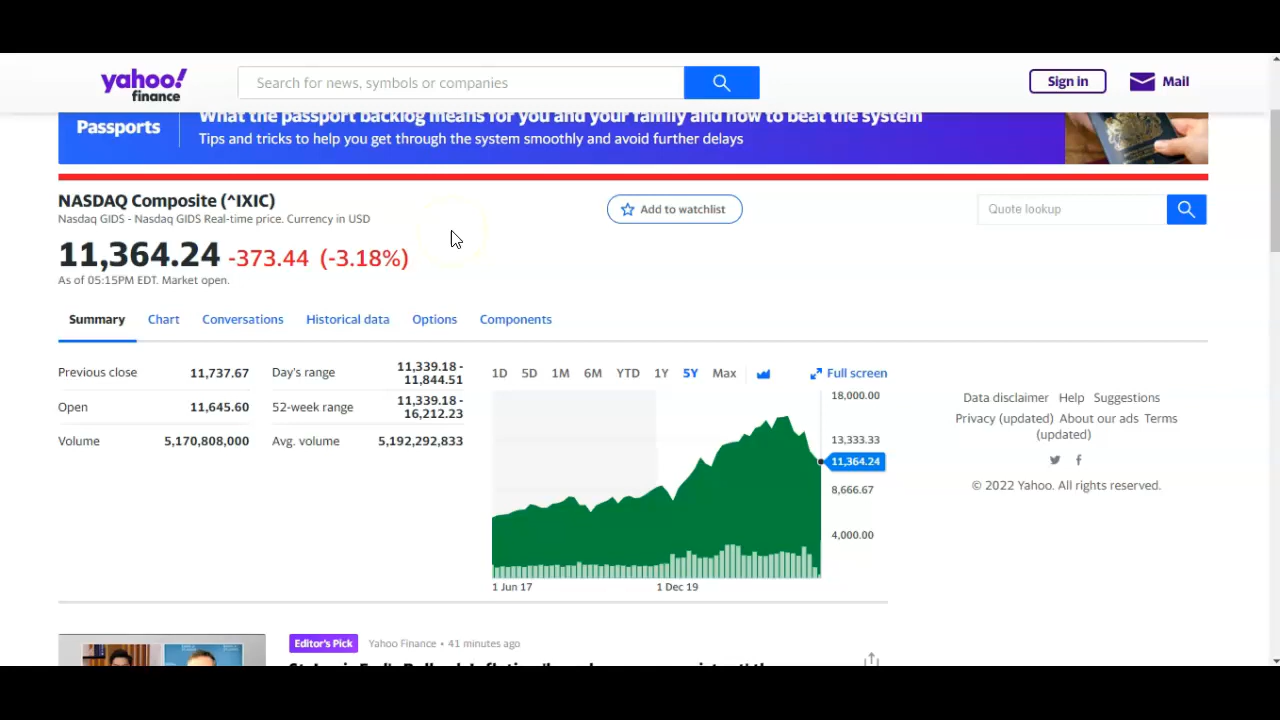 yahoo!
finance
Search for news, symbols or companies
Sign in
Mail
Passports
What the passport backlog means for you and your family and how to beat the system
Tips and tricks to help you get through the system smoothly and avoid further delays
NASDAQ Composite (^IXIC)
Nasdaq GIDS - Nasdaq GIDS Real-time price. Currency in USD
Add to watchlist
Quote lookup
11,364.24 -373.44 (-3.18%)
As of 05:15PM EDT. Market open.
Summary Chart Conversations Historical data Options Components
Previous close 11,737.67
Open 11,645.60
Volume 5,170,808,000
Day's range 11,339.18 -
11,844.51
52-week range 11,339.18 -
16,212.23
Avg. volume 5,192,292,833
1D 5D 1M 6M YTD 1Y 5Y Max Full screen
18,000.00
13,333.33
11,364.24
8,666.67
4,000.00
1 Jun 17 1 Dec 19
Data disclaimer Help Suggestions
Privacy (updated) About our ads Terms
(updated)
© 2022 Yahoo. All rights reserved.
Editor's Pick Yahoo Finance • 41 minutes ago